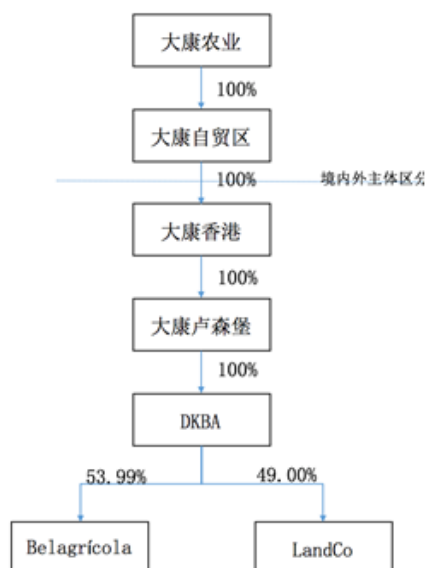 大康农业
100%
大康自贸区
100%
境内外主体区分
大康香港
100%
大康卢森堡
100%
DKBA
53.99%
49.00%
Belagrícola
LandCo